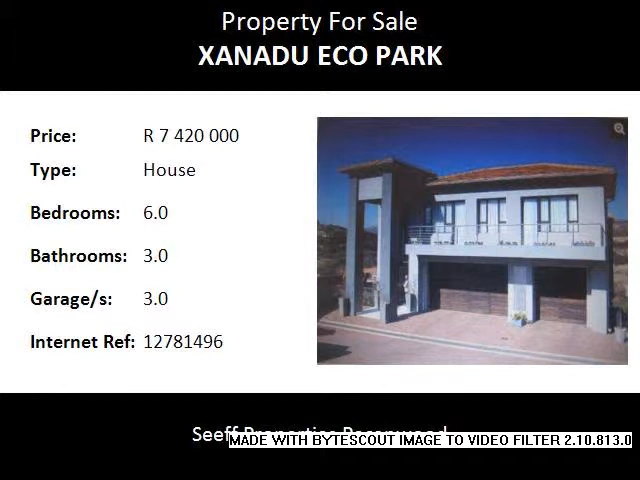 Property For Sale
XANADU ECO PARK
Price: R 7 420 000
Type: House
Bedrooms: 6.0
Bathrooms: 3.0
Garage/s: 3.0
Internet Ref: 12781496
Seeff
MADE WITH BYTESCOUT IMAGE TO VIDEO FILTER 2.10.813.0